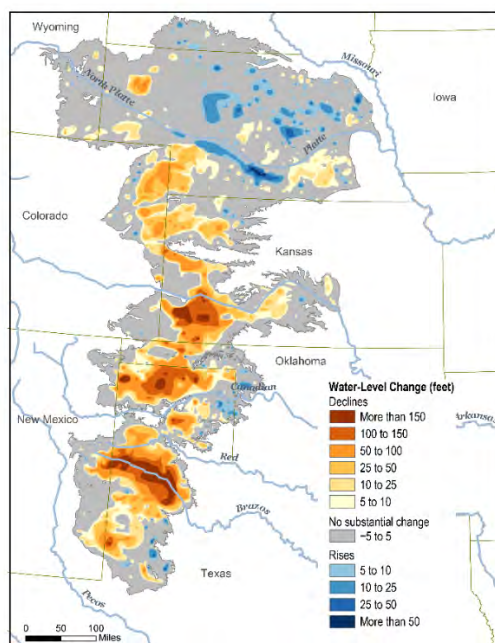 Wyoming
Missouri
Iowa
North Platte
Platte
Colorado
Kansas
Oklahoma
Canadian
New Mexico
Arkansas
Red
Brazos
Texas
Pecos
Water-Level Change (feet)
Declines
More than 150
100 to 150
50 to 100
25 to 50
10 to 25
5 to 10
No substantial change
−5 to 5
Rises
5 to 10
10 to 25
25 to 50
More than 50
0 50 100
Miles